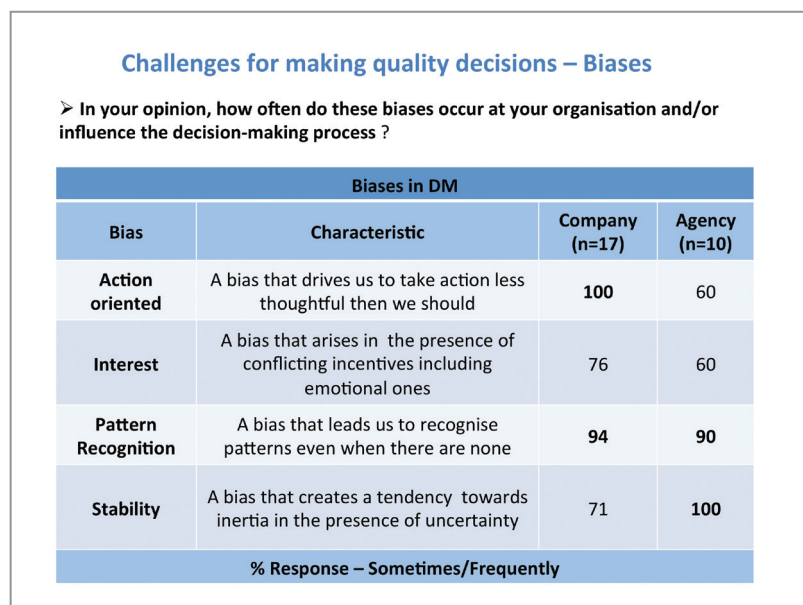 Challenges for making quality decisions – Biases
➢ In your opinion, how often do these biases occur at your organisation and/or
influence the decision-making process ?
Biases in DM
Bias
Characteristic
Company
(n=17)
Agency
(n=10)
Action
oriented
A bias that drives us to take action less
thoughtful then we should
100
60
Interest
A bias that arises in the presence of
conflicting incentives including
emotional ones
76
60
Pattern
Recognition
A bias that leads us to recognise
patterns even when there are none
94
90
Stability
A bias that creates a tendency towards
inertia in the presence of uncertainty
71
100
% Response – Sometimes/Frequently